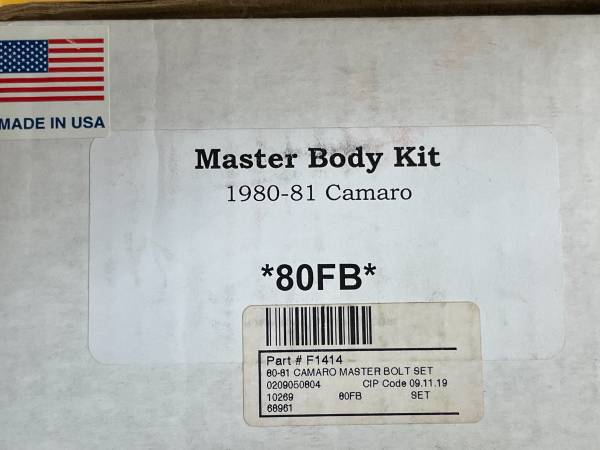 MADE IN USA
Master Body Kit
1980-81 Camaro
*80FB*
Part # F1414
80-81 CAMARO MASTER BOLT SET
0209050804 CIP Code 09.11.19
10269 80FB SET
68961